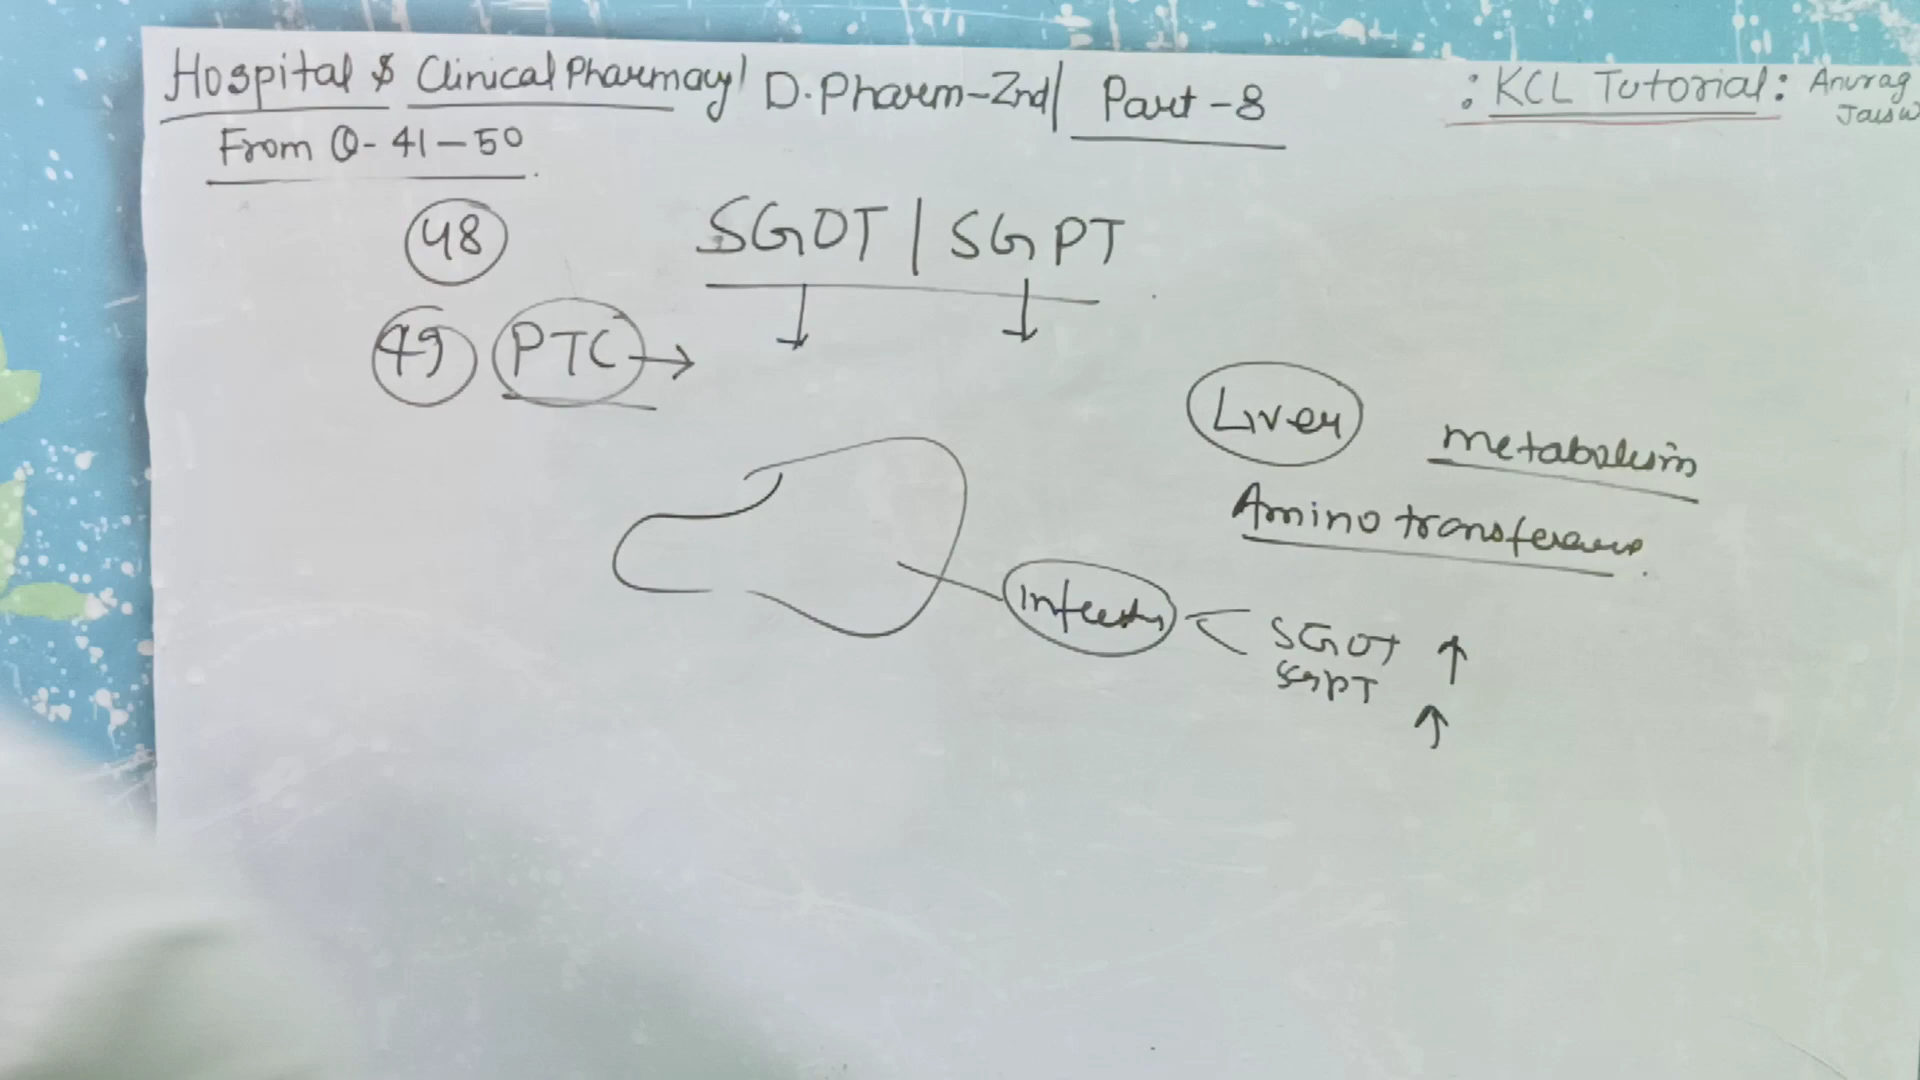 Hospital $ Clinical Pharmacy/ D.Pharm-2nd/ Part-8
: KCL Tutorial: Anurag
Jaisw
From Q-41-50
48
SGOT | SGPT
49 PTC →
Liver
metabolism
Amino transferase
Infection
SGOT ↑
SGPT ↑